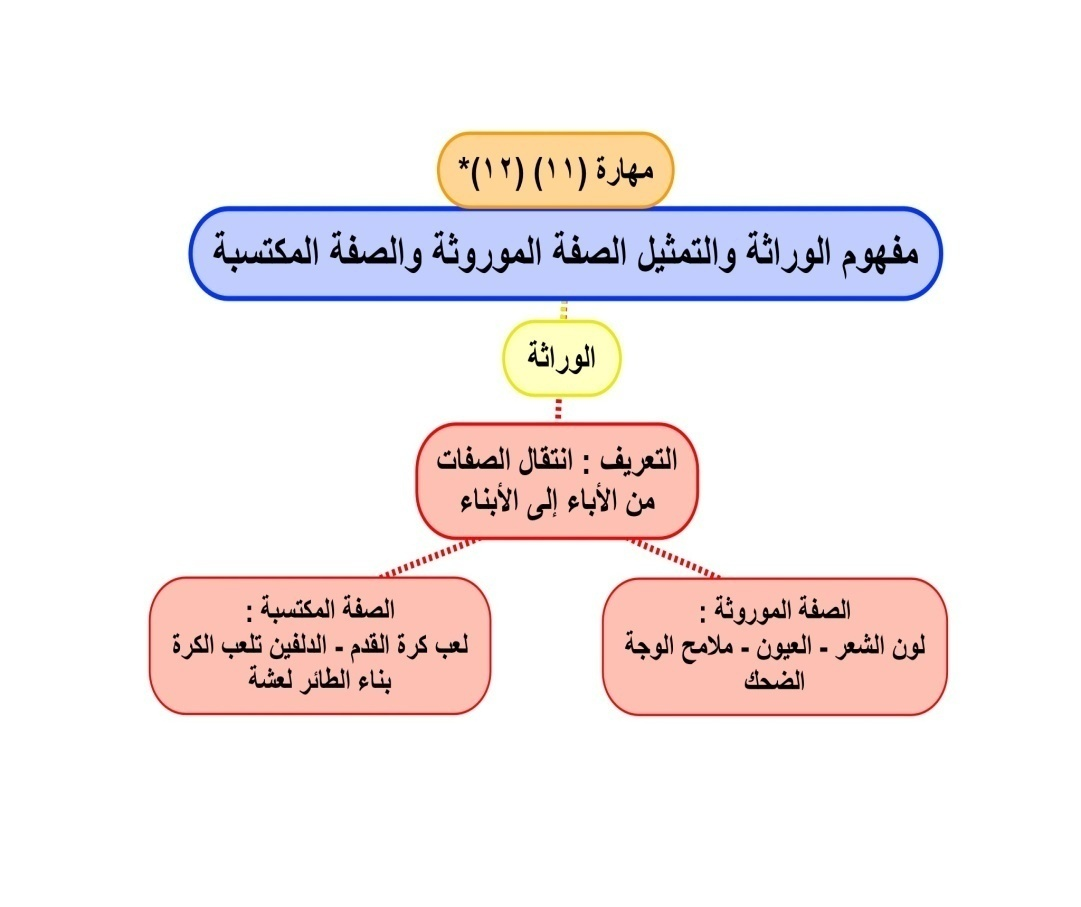 مهارة (١١) (١٢)*
مفهوم الوراثة والتمثيل الصفة الموروثة والصفة المكتسبة
الوراثة
التعريف : انتقال الصفات
من الأباء إلى الأبناء
الصفة الموروثة :
لون الشعر - العيون - ملامح الوجة
الضحك
الصفة المكتسبة :
لعب كرة القدم - الدلفين تلعب الكرة
بناء الطائر لعشة